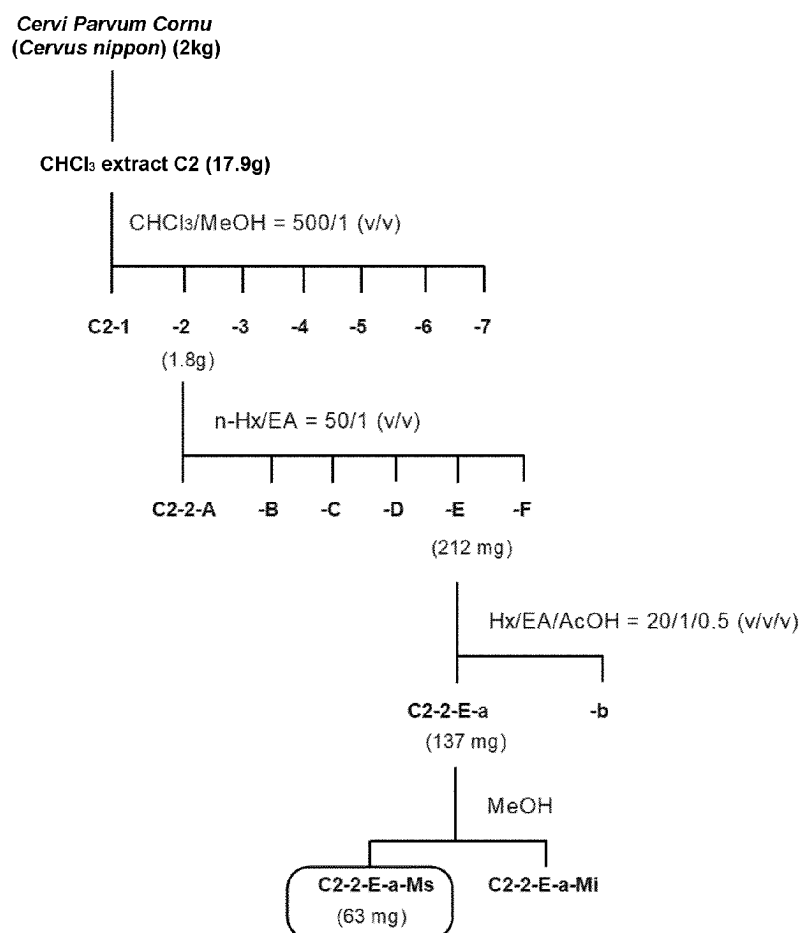 Cervi Parvum Cornu
(Cervus nippon) (2kg)
CHCl₃ extract C2 (17.9g)
CHCl₃/MeOH = 500/1 (v/v)
C2-1 -2 -3 -4 -5 -6 -7
(1.8g)
n-Hx/EA = 50/1 (v/v)
C2-2-A -B -C -D -E -F
(212 mg)
Hx/EA/AcOH = 20/1/0.5 (v/v/v)
C2-2-E-a -b
(137 mg)
MeOH
C2-2-E-a-Ms C2-2-E-a-Mi
(63 mg)